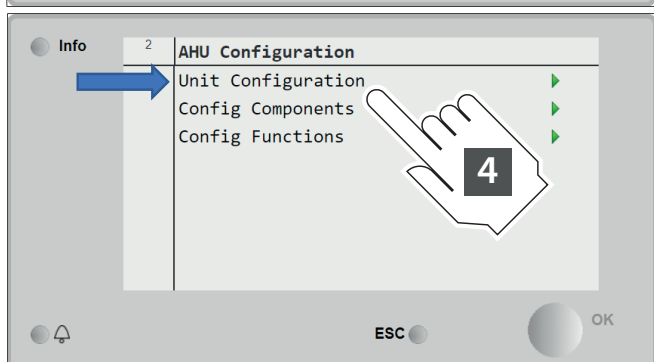 Info
2
AHU Configuration
Unit Configuration
Config Components
Config Functions
4
ESC
OK